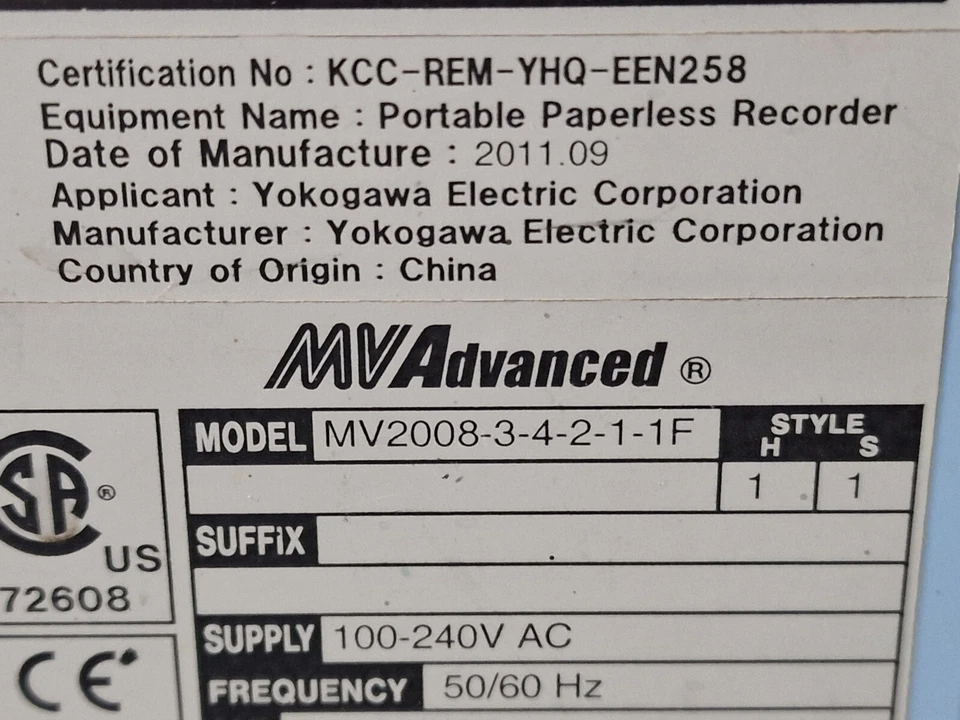 Certification No : KCC-REM-YHQ-EEN258
Equipment Name : Portable Paperless Recorder
Date of Manufacture : 2011.09
Applicant : Yokogawa Electric Corporation
Manufacturer : Yokogawa Electric Corporation
Country of Origin : China
MVAdvanced ®
MODEL MV2008-3-4-2-1-1F STYLE
H S
1 1
SUFFIX
SA ®
US
72608
SUPPLY 100-240V AC
CE
FREQUENCY 50/60 Hz